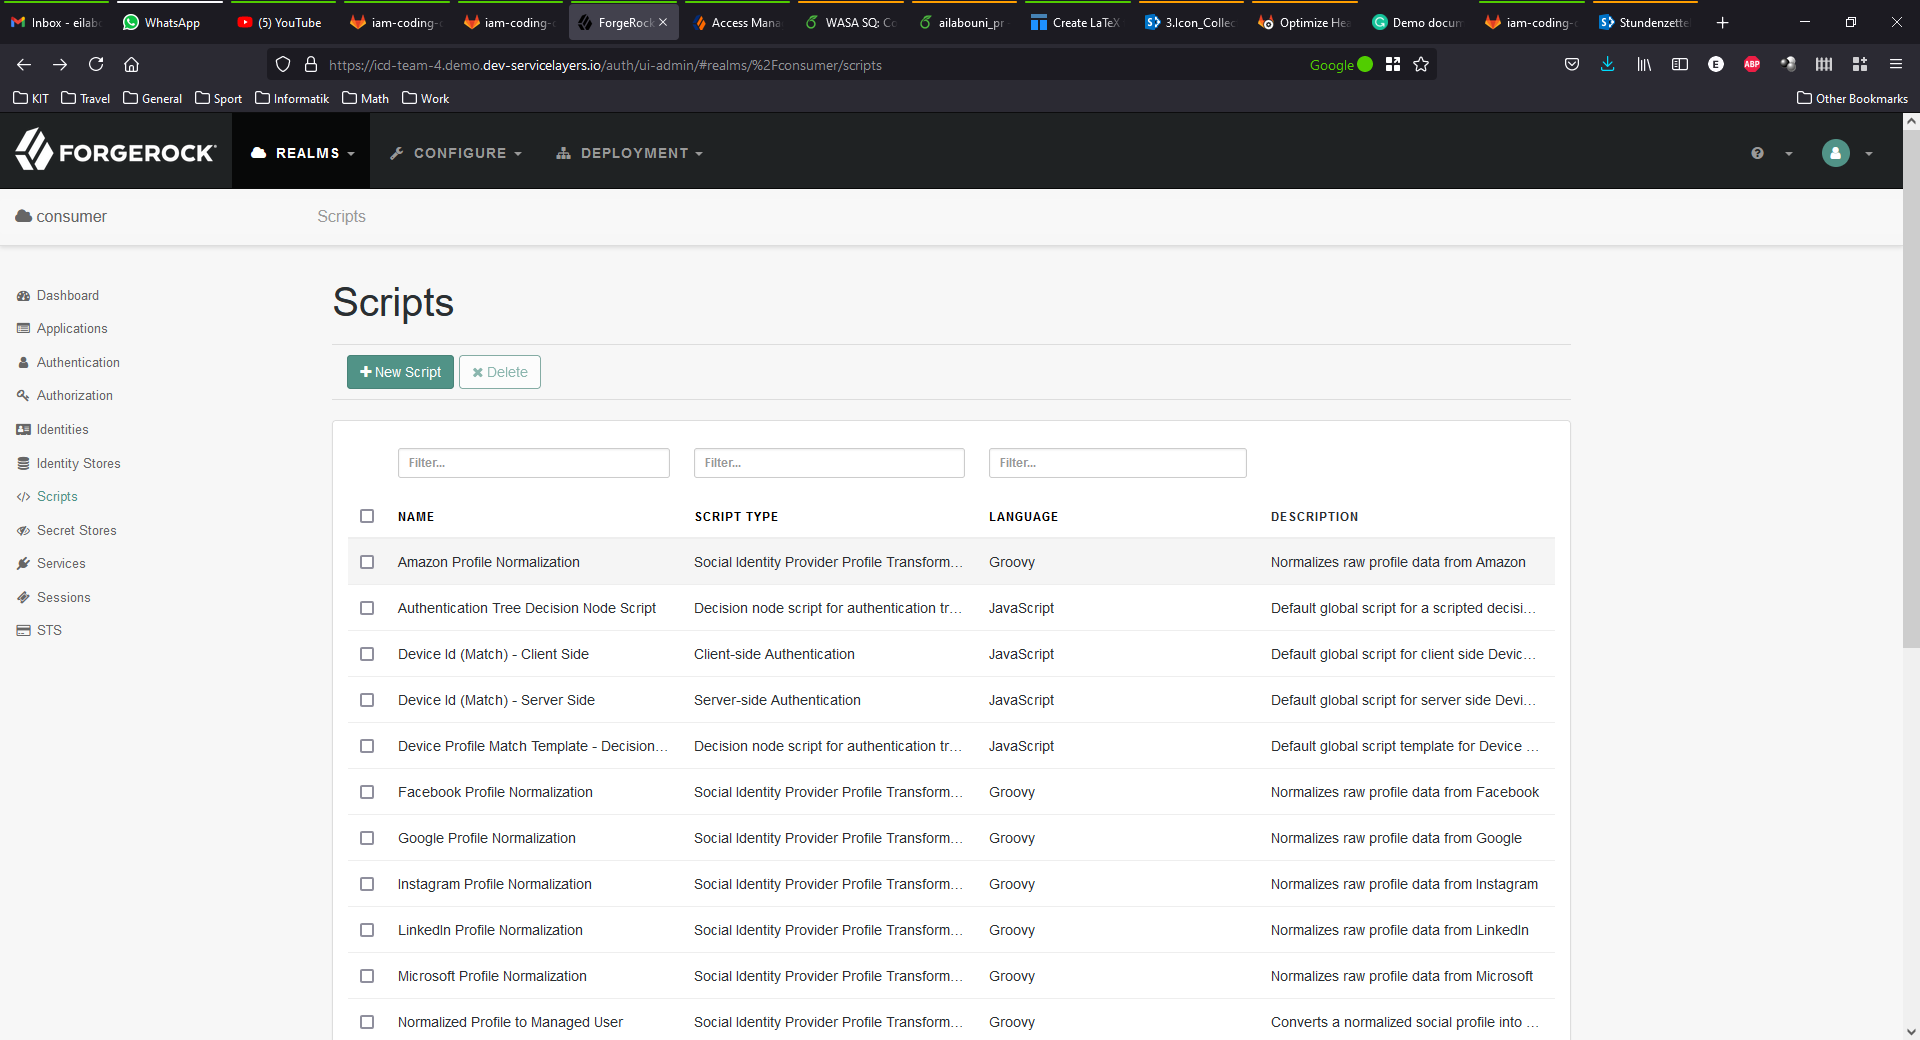 Inbox - eilab
WhatsApp
(5) YouTube
iam-coding-
iam-coding-
ForgeRock
Access Mana
WASA SQ: Co
ailabouni_pr
Create LaTeX
3.Icon_Collec
Optimize Hea
Demo docum
iam-coding-
Stundenzettel
https://icd-team-4.demo.dev-servicelayers.io/auth/ui-admin/#realms/%2Fconsumer/scripts
Google
E
ABP
KIT
Travel
General
Sport
Informatik
Math
Work
Other Bookmarks
FORGEROCK
REALMS
CONFIGURE
DEPLOYMENT
consumer
Scripts
Dashboard
Applications
Authentication
Authorization
Identities
Identity Stores
Scripts
Secret Stores
Services
Sessions
STS
Scripts
New Script
Delete
Filter...
Filter...
Filter...
NAME SCRIPT TYPE LANGUAGE DESCRIPTION
Amazon Profile Normalization Social Identity Provider Profile Transform… Groovy Normalizes raw profile data from Amazon
Authentication Tree Decision Node Script Decision node script for authentication tr… JavaScript Default global script for a scripted decisi…
Device Id (Match) - Client Side Client-side Authentication JavaScript Default global script for client side Devic…
Device Id (Match) - Server Side Server-side Authentication JavaScript Default global script for server side Devi…
Device Profile Match Template - Decision… Decision node script for authentication tr… JavaScript Default global script template for Device …
Facebook Profile Normalization Social Identity Provider Profile Transform… Groovy Normalizes raw profile data from Facebook
Google Profile Normalization Social Identity Provider Profile Transform… Groovy Normalizes raw profile data from Google
Instagram Profile Normalization Social Identity Provider Profile Transform… Groovy Normalizes raw profile data from Instagram
LinkedIn Profile Normalization Social Identity Provider Profile Transform… Groovy Normalizes raw profile data from LinkedIn
Microsoft Profile Normalization Social Identity Provider Profile Transform… Groovy Normalizes raw profile data from Microsoft
Normalized Profile to Managed User Social Identity Provider Profile Transform… Groovy Converts a normalized social profile into …